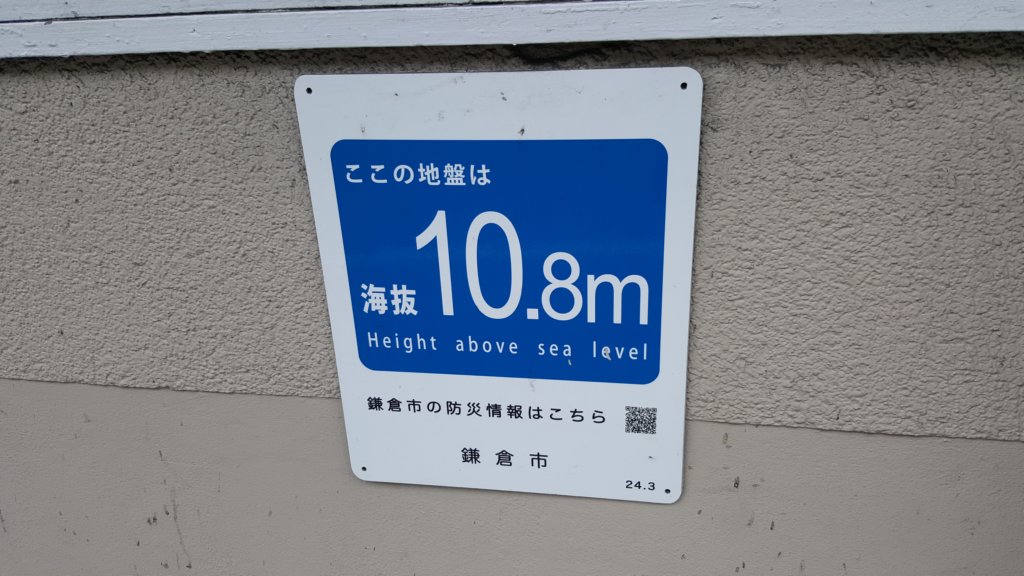 ここの地盤は
海抜10.8m
Height above sea level
鎌倉市の防災情報はこちら
鎌倉市
24.3